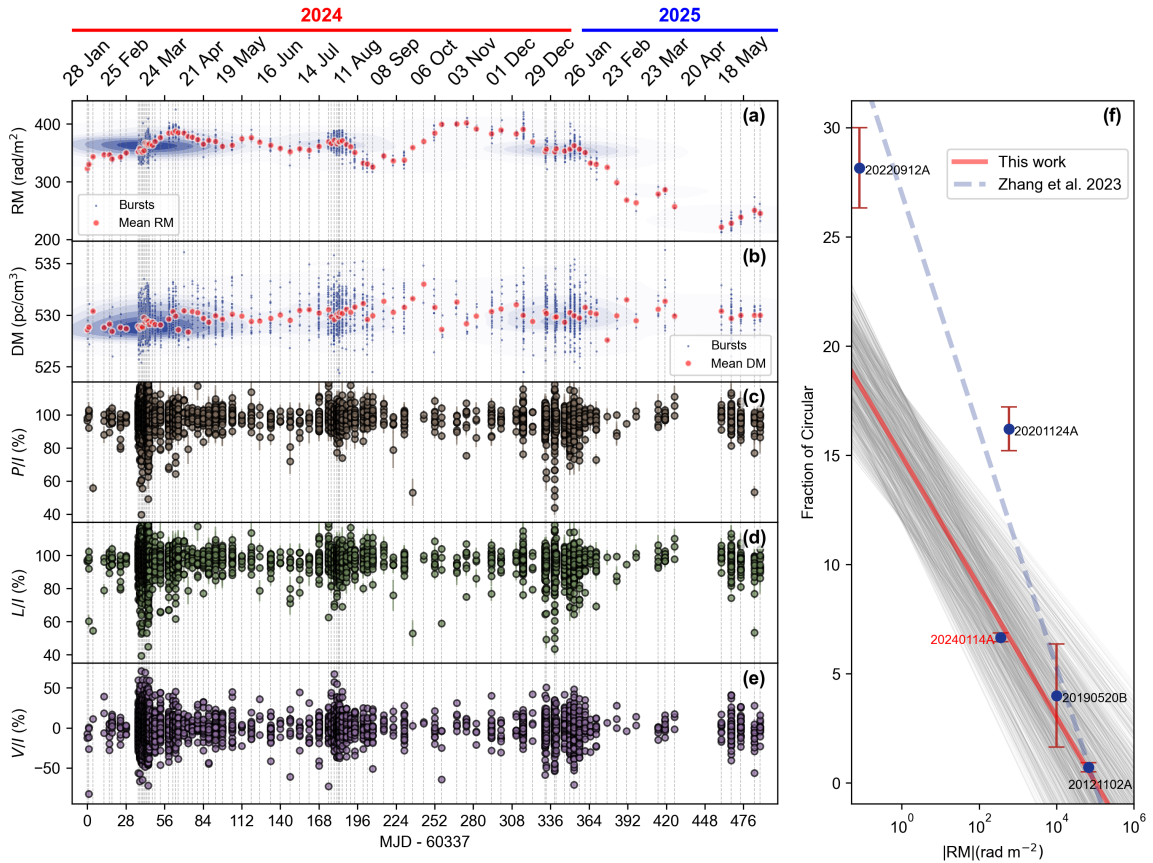 2024
2025
28 Jan
25 Feb
24 Mar
21 Apr
19 May
16 Jun
14 Jul
11 Aug
08 Sep
06 Oct
03 Nov
01 Dec
29 Dec
26 Jan
23 Feb
23 Mar
20 Apr
18 May
(a)
RM (rad/m²)
400
300
200
Bursts
Mean RM
(b)
DM (pc/cm³)
535
530
525
Bursts
Mean DM
(c)
P/I (%)
100
80
60
40
(d)
L/I (%)
100
80
60
40
(e)
V/I (%)
50
0
−50
0 28 56 84 112 140 168 196 224 252 280 308 336 364 392 420 448 476
MJD - 60337
(f)
Fraction of Circular
30
25
20
15
10
5
0
This work
Zhang et al. 2023
20220912A
20201124A
20240114A
20190520B
20121102A
10⁰ 10² 10⁴ 10⁶
|RM|(rad m⁻²)